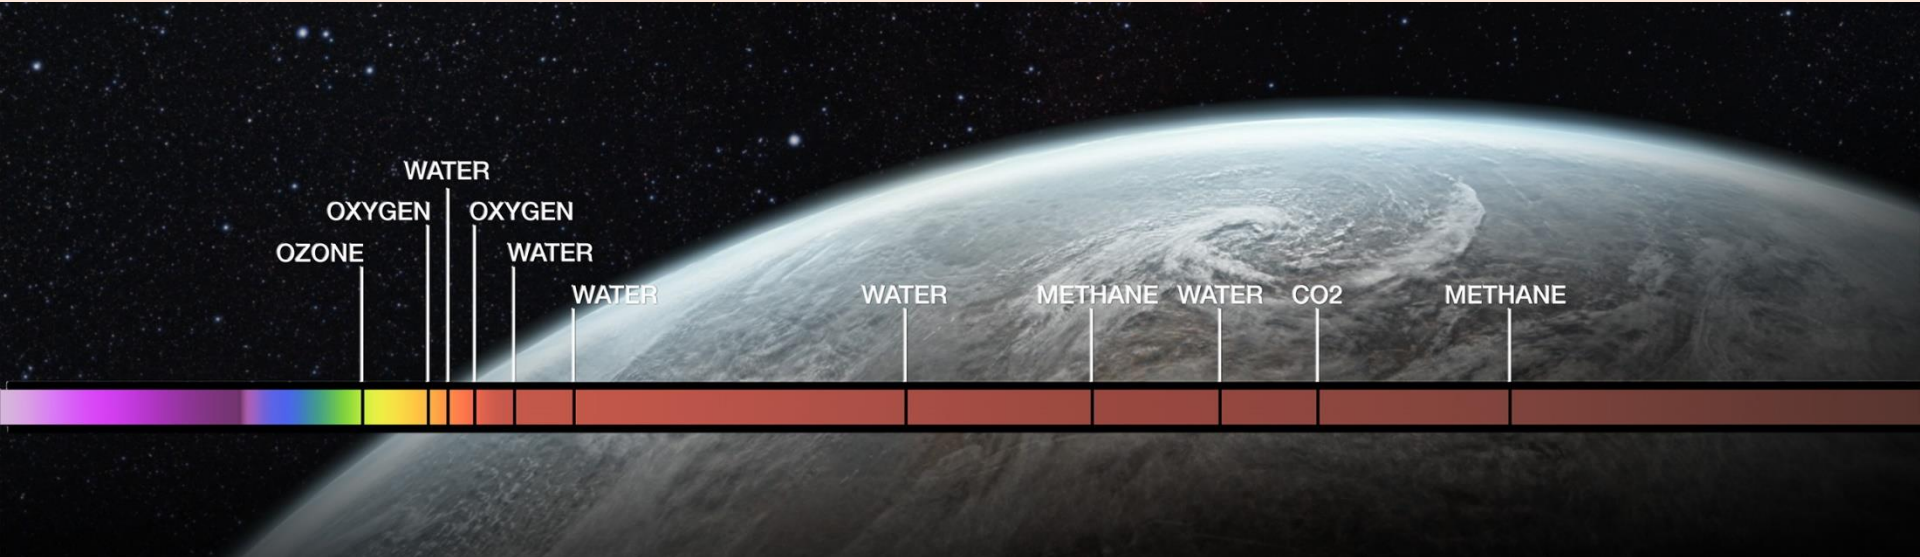 WATER
OXYGEN OXYGEN
OZONE WATER
WATER WATER METHANE WATER CO2 METHANE